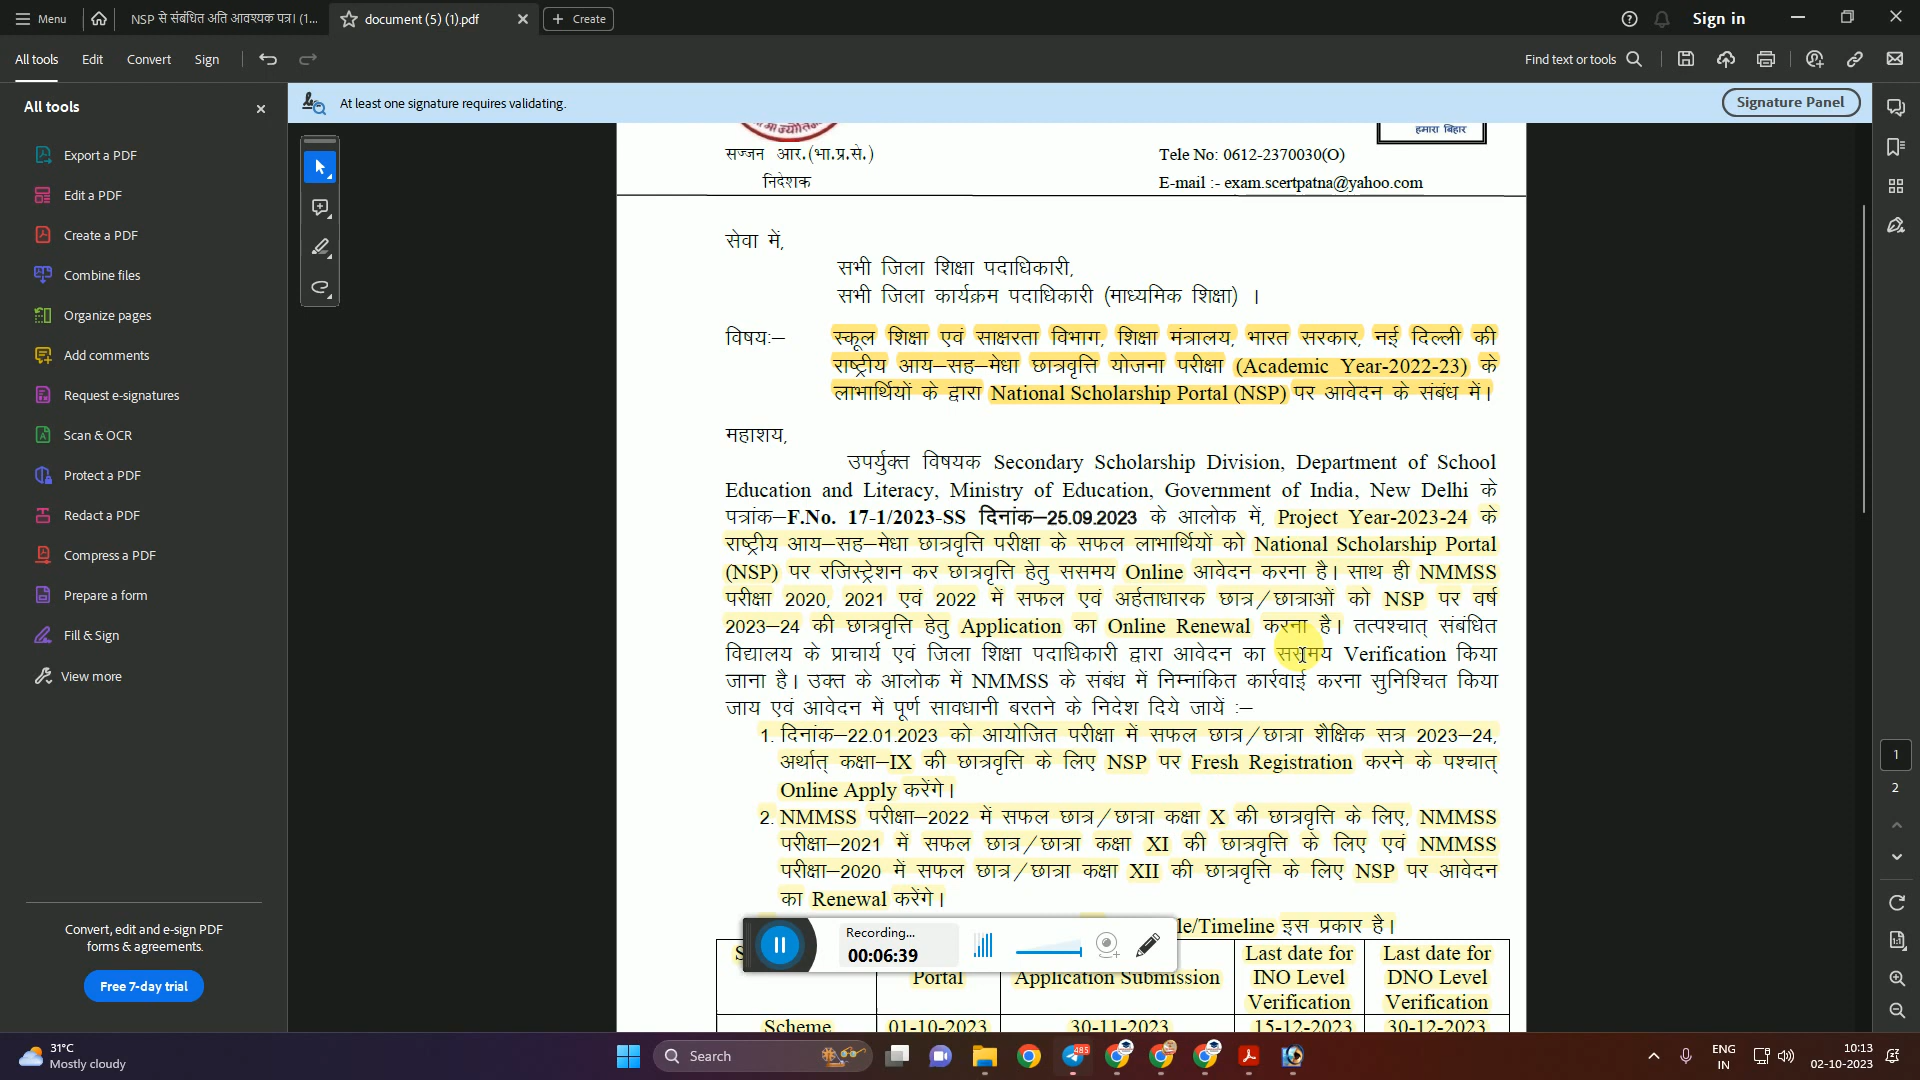 Menu
NSP से संबंधित अति आवश्यक पत्र। (1...
document (5) (1).pdf
Create
Sign in
All tools
Edit
Convert
Sign
Find text or tools
All tools
At least one signature requires validating.
Signature Panel
Export a PDF
Edit a PDF
Create a PDF
Combine files
Organize pages
Add comments
Request e-signatures
Scan & OCR
Protect a PDF
Redact a PDF
Compress a PDF
Prepare a form
Fill & Sign
View more
Convert, edit and e-sign PDF
forms & agreements.
Free 7-day trial
हमारा बिहार
सज्जन आर.(भा.प्र.से.)
निदेशक
Tele No: 0612-2370030(O)
E-mail :- exam.scertpatna@yahoo.com
सेवा में,
सभी जिला शिक्षा पदाधिकारी,
सभी जिला कार्यक्रम पदाधिकारी (माध्यमिक शिक्षा) ।
विषय:– स्कूल शिक्षा एवं साक्षरता विभाग, शिक्षा मंत्रालय, भारत सरकार, नई दिल्ली की
राष्ट्रीय आय–सह–मेधा छात्रवृत्ति योजना परीक्षा (Academic Year-2022-23) के
लाभार्थियों के द्वारा National Scholarship Portal (NSP) पर आवेदन के संबंध में।
महाशय,
उपर्युक्त विषयक Secondary Scholarship Division, Department of School
Education and Literacy, Ministry of Education, Government of India, New Delhi के
पत्रांक–F.No. 17-1/2023-SS दिनांक–25.09.2023 के आलोक में, Project Year-2023-24 के
राष्ट्रीय आय–सह–मेधा छात्रवृत्ति परीक्षा के सफल लाभार्थियों को National Scholarship Portal
(NSP) पर रजिस्ट्रेशन कर छात्रवृत्ति हेतु ससमय Online आवेदन करना है। साथ ही NMMSS
परीक्षा 2020, 2021 एवं 2022 में सफल एवं अर्हताधारक छात्र/छात्राओं को NSP पर वर्ष
2023–24 की छात्रवृत्ति हेतु Application का Online Renewal करना है। तत्पश्चात् संबंधित
विद्यालय के प्राचार्य एवं जिला शिक्षा पदाधिकारी द्वारा आवेदन का ससमय Verification किया
जाना है। उक्त के आलोक में NMMSS के संबंध में निम्नांकित कार्रवाई करना सुनिश्चित किया
जाय एवं आवेदन में पूर्ण सावधानी बरतने के निदेश दिये जायें :–
1. दिनांक–22.01.2023 को आयोजित परीक्षा में सफल छात्र/छात्रा शैक्षिक सत्र 2023–24,
अर्थात् कक्षा–IX की छात्रवृत्ति के लिए NSP पर Fresh Registration करने के पश्चात्
Online Apply करेंगे।
2. NMMSS परीक्षा–2022 में सफल छात्र/छात्रा कक्षा X की छात्रवृत्ति के लिए, NMMSS
परीक्षा–2021 में सफल छात्र/छात्रा कक्षा XI की छात्रवृत्ति के लिए एवं NMMSS
परीक्षा–2020 में सफल छात्र/छात्रा कक्षा XII की छात्रवृत्ति के लिए NSP पर आवेदन
का Renewal करेंगे।
le/Timeline इस प्रकार है।
Recording...
00:06:39
Portal
Application Submission
Last date for
INO Level
Verification
Last date for
DNO Level
Verification
Scheme 01-10-2023 30-11-2023 15-12-2023 30-12-2023
1
2
31°C
Mostly cloudy
Search
485
ENG
IN
10:13
02-10-2023